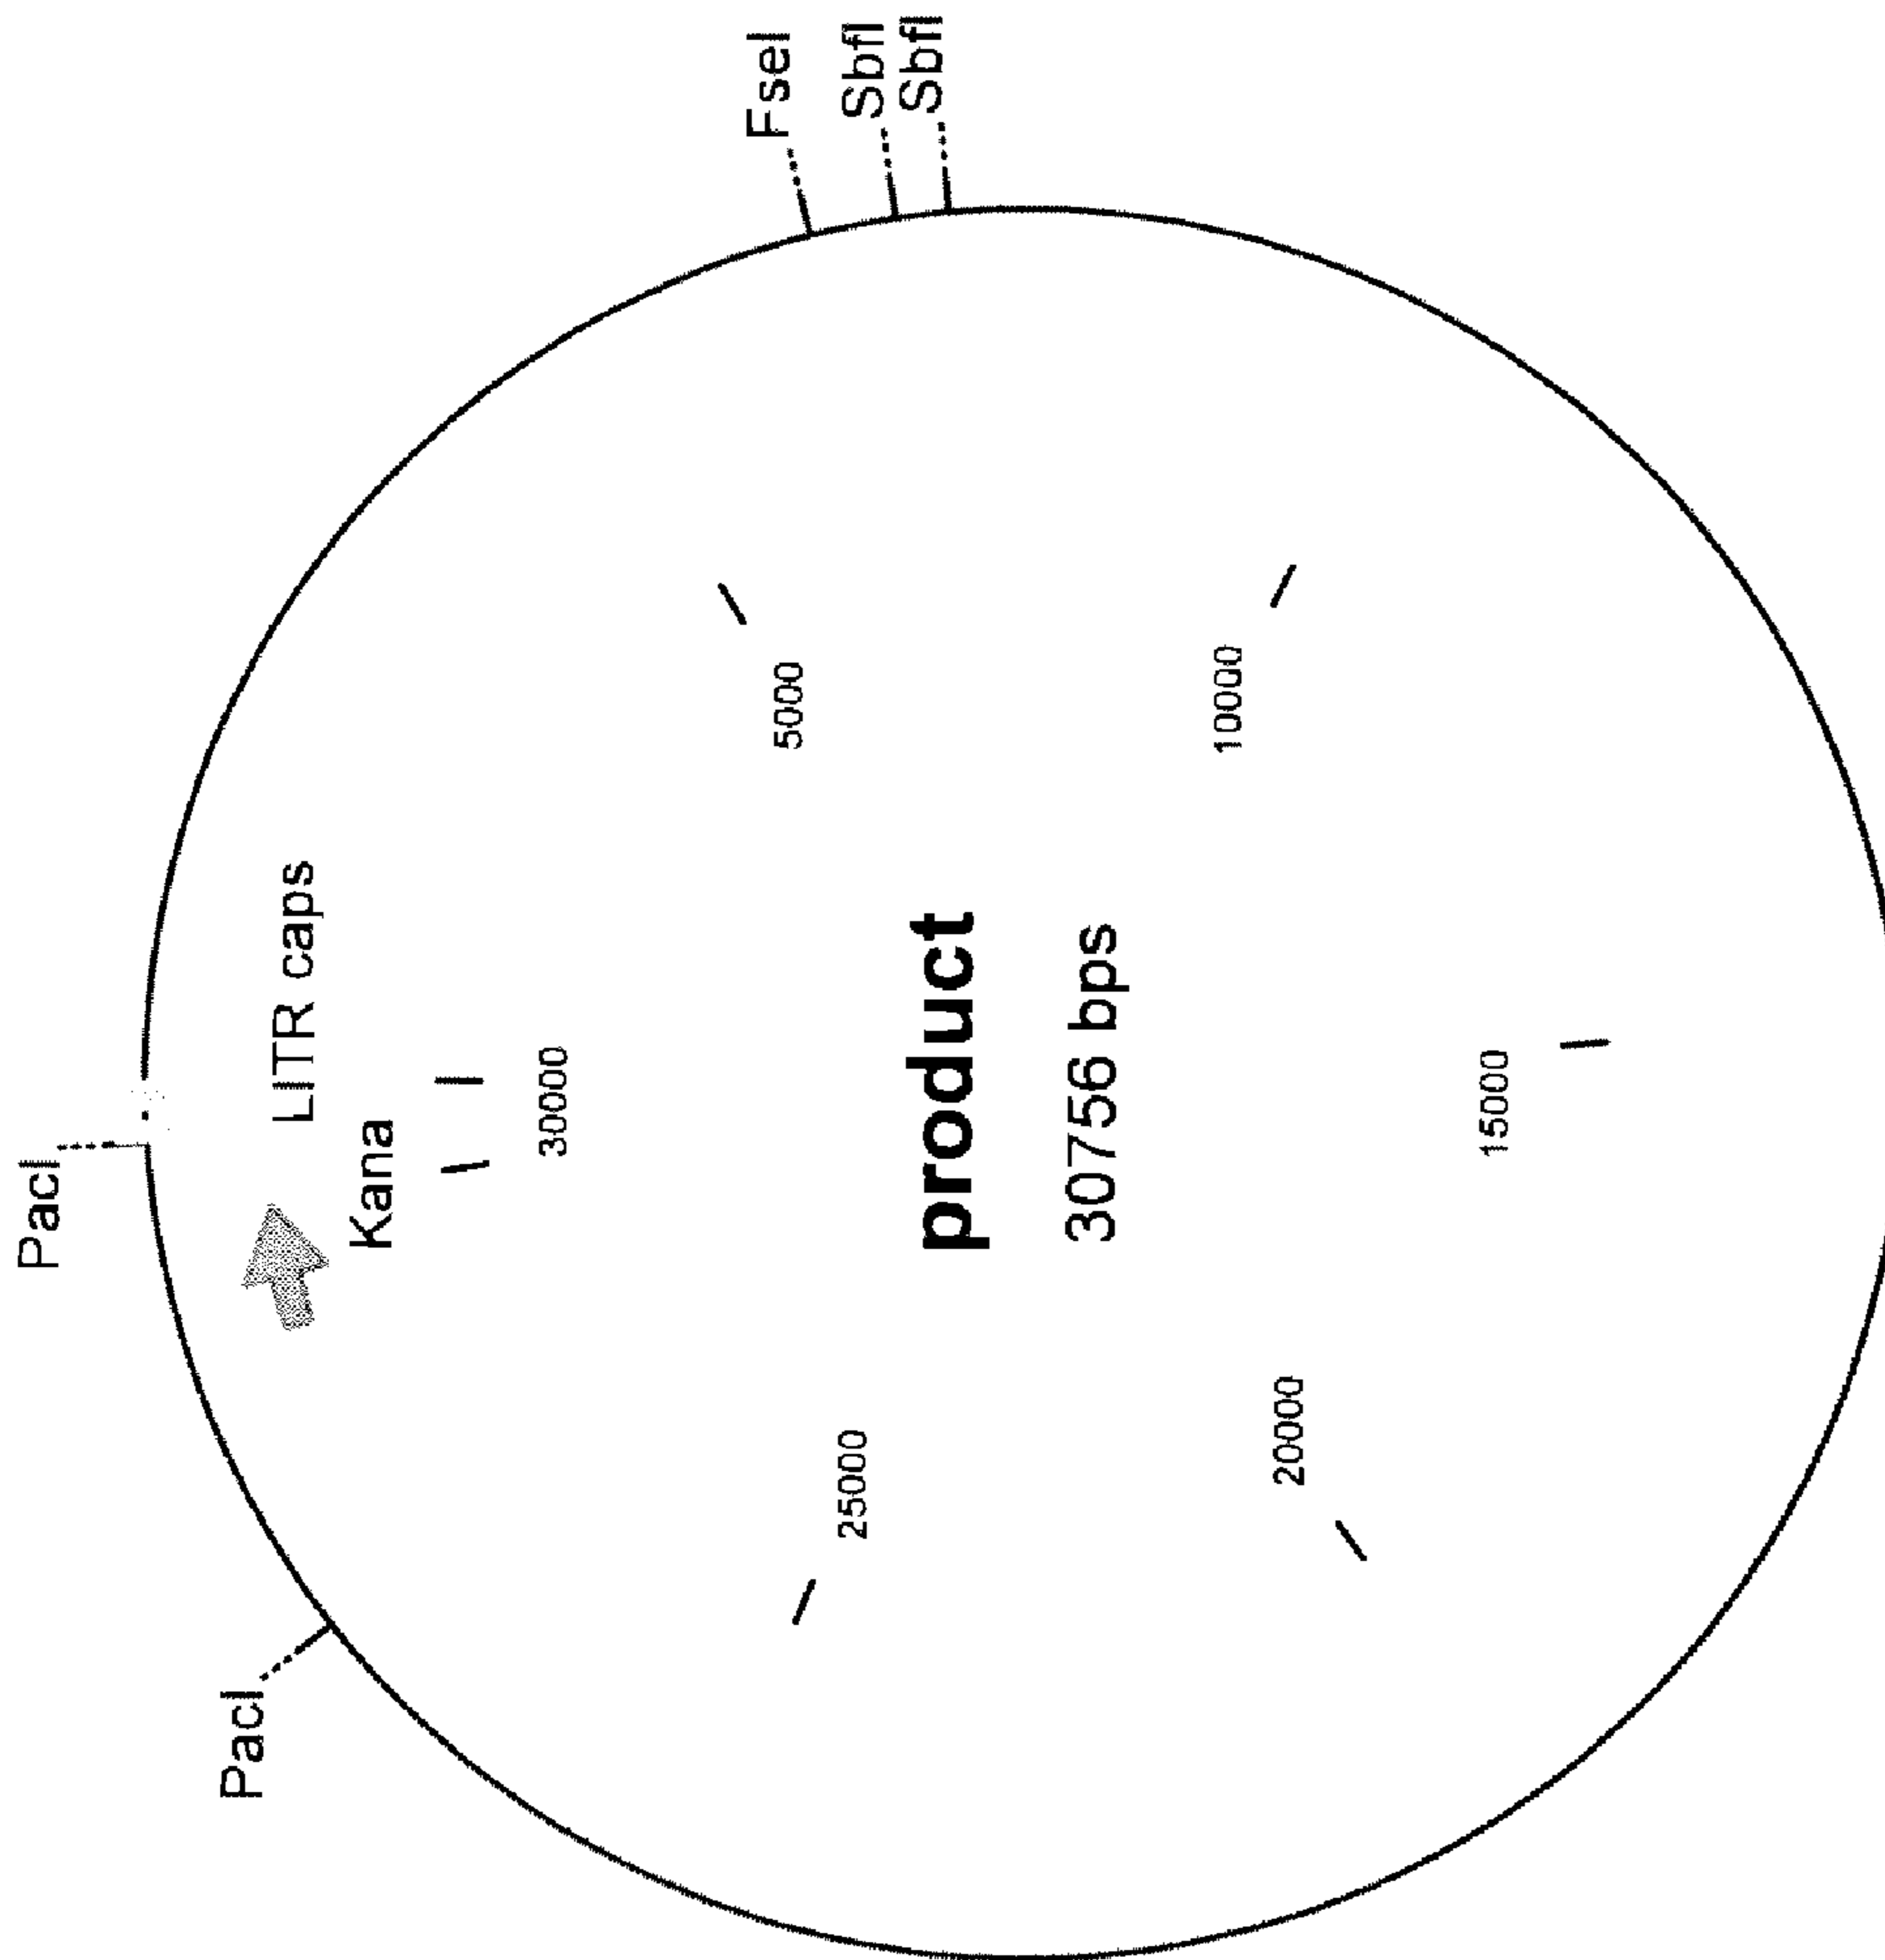 PacI
PacI
LITR caps
Kana
30000
FseI
SbfI
SbfI
5000
25000
product
30756 bps
10000
20000
15000